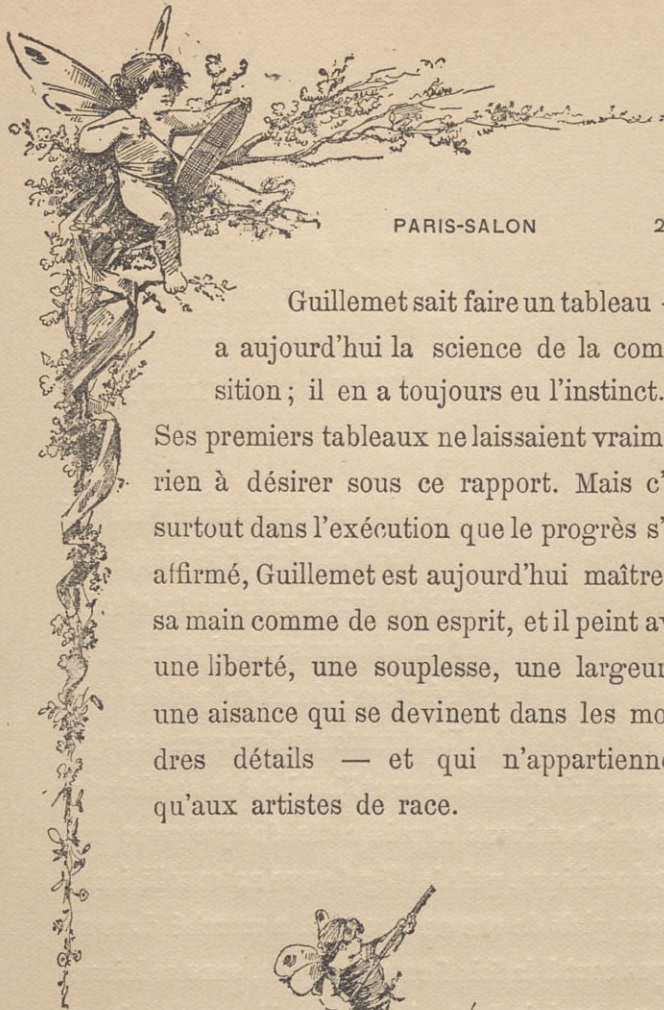 PARIS-SALON 2
Guillemet sait faire un tableau -
a aujourd'hui la science de la com
sition ; il en a toujours eu l'instinct.
Ses premiers tableaux ne laissaient vraim
rien à désirer sous ce rapport. Mais c'
surtout dans l'exécution que le progrès s'
affirmé, Guillemet est aujourd'hui maître
sa main comme de son esprit, et il peint av
une liberté, une souplesse, une largeur
une aisance qui se devinent dans les mo
dres détails — et qui n'appartienne
qu'aux artistes de race.